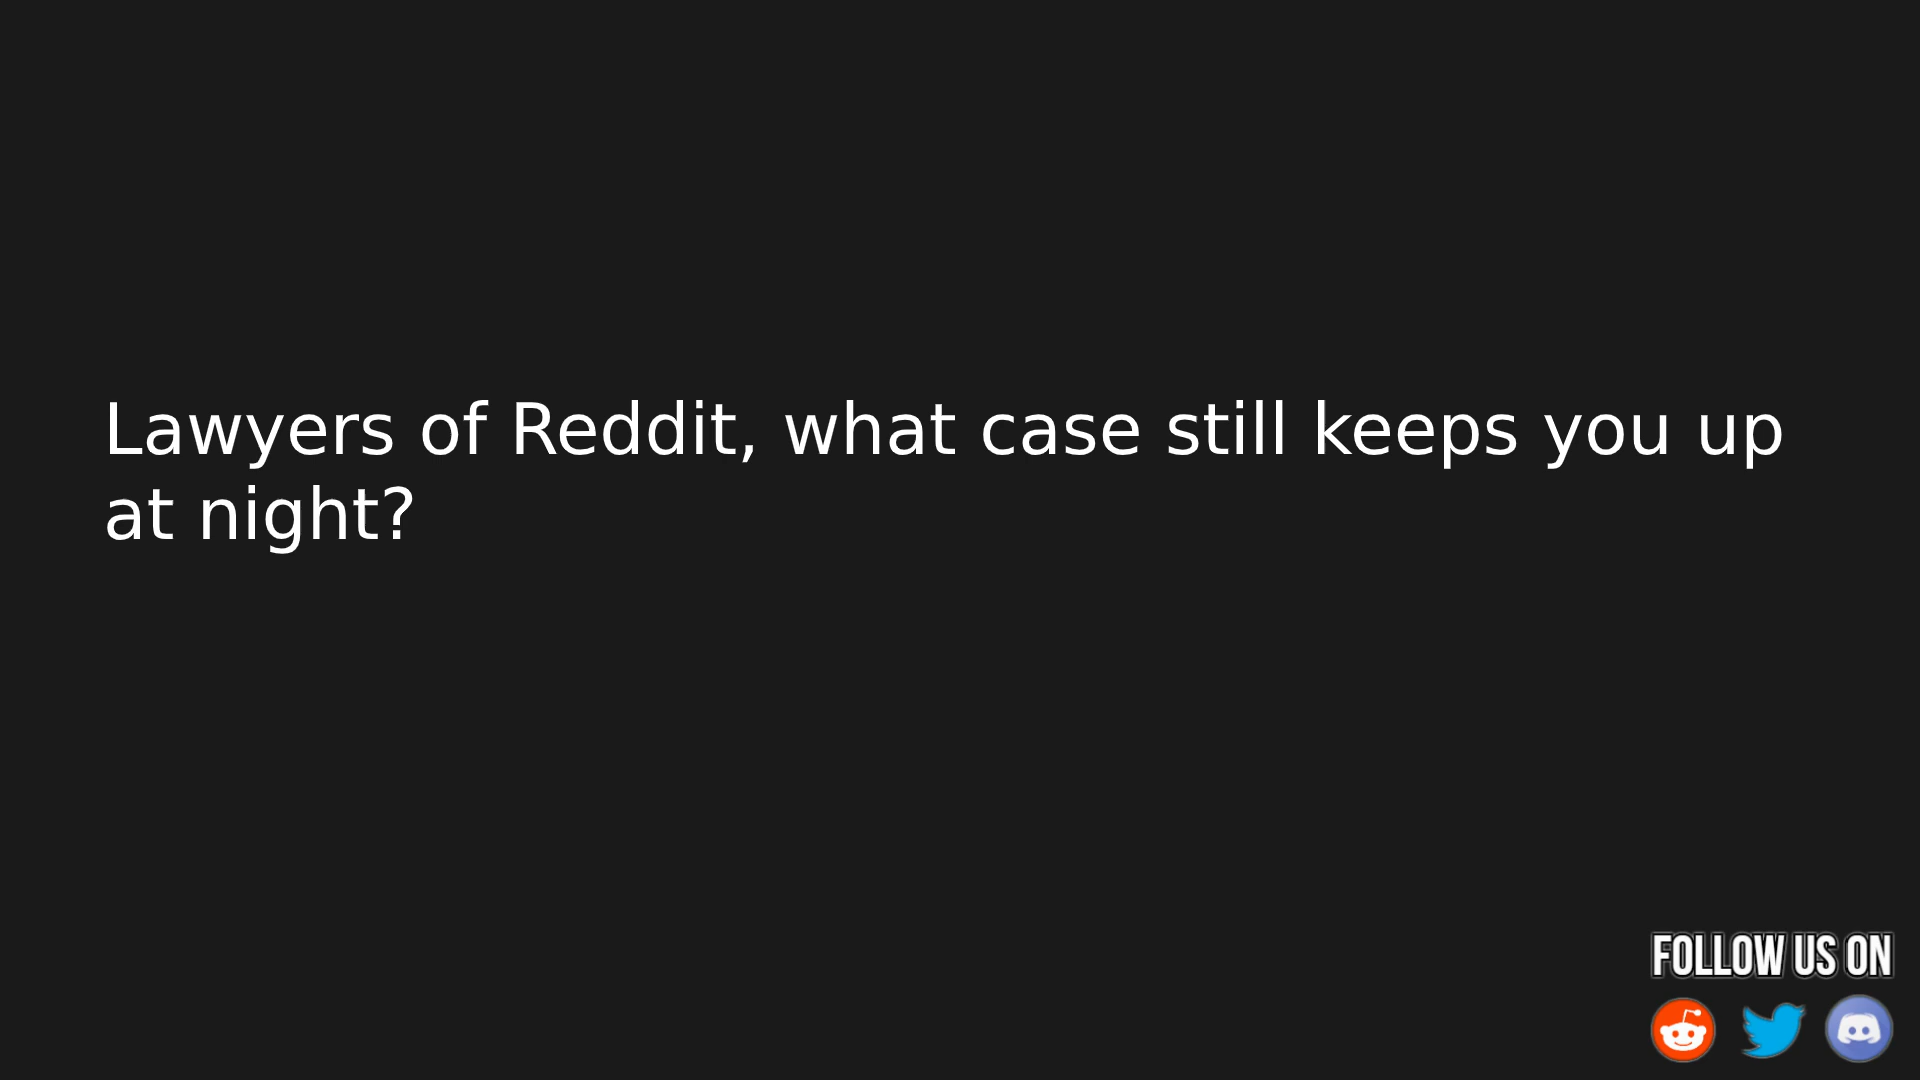 Lawyers of Reddit, what case still keeps you up
at night?
FOLLOW US ON